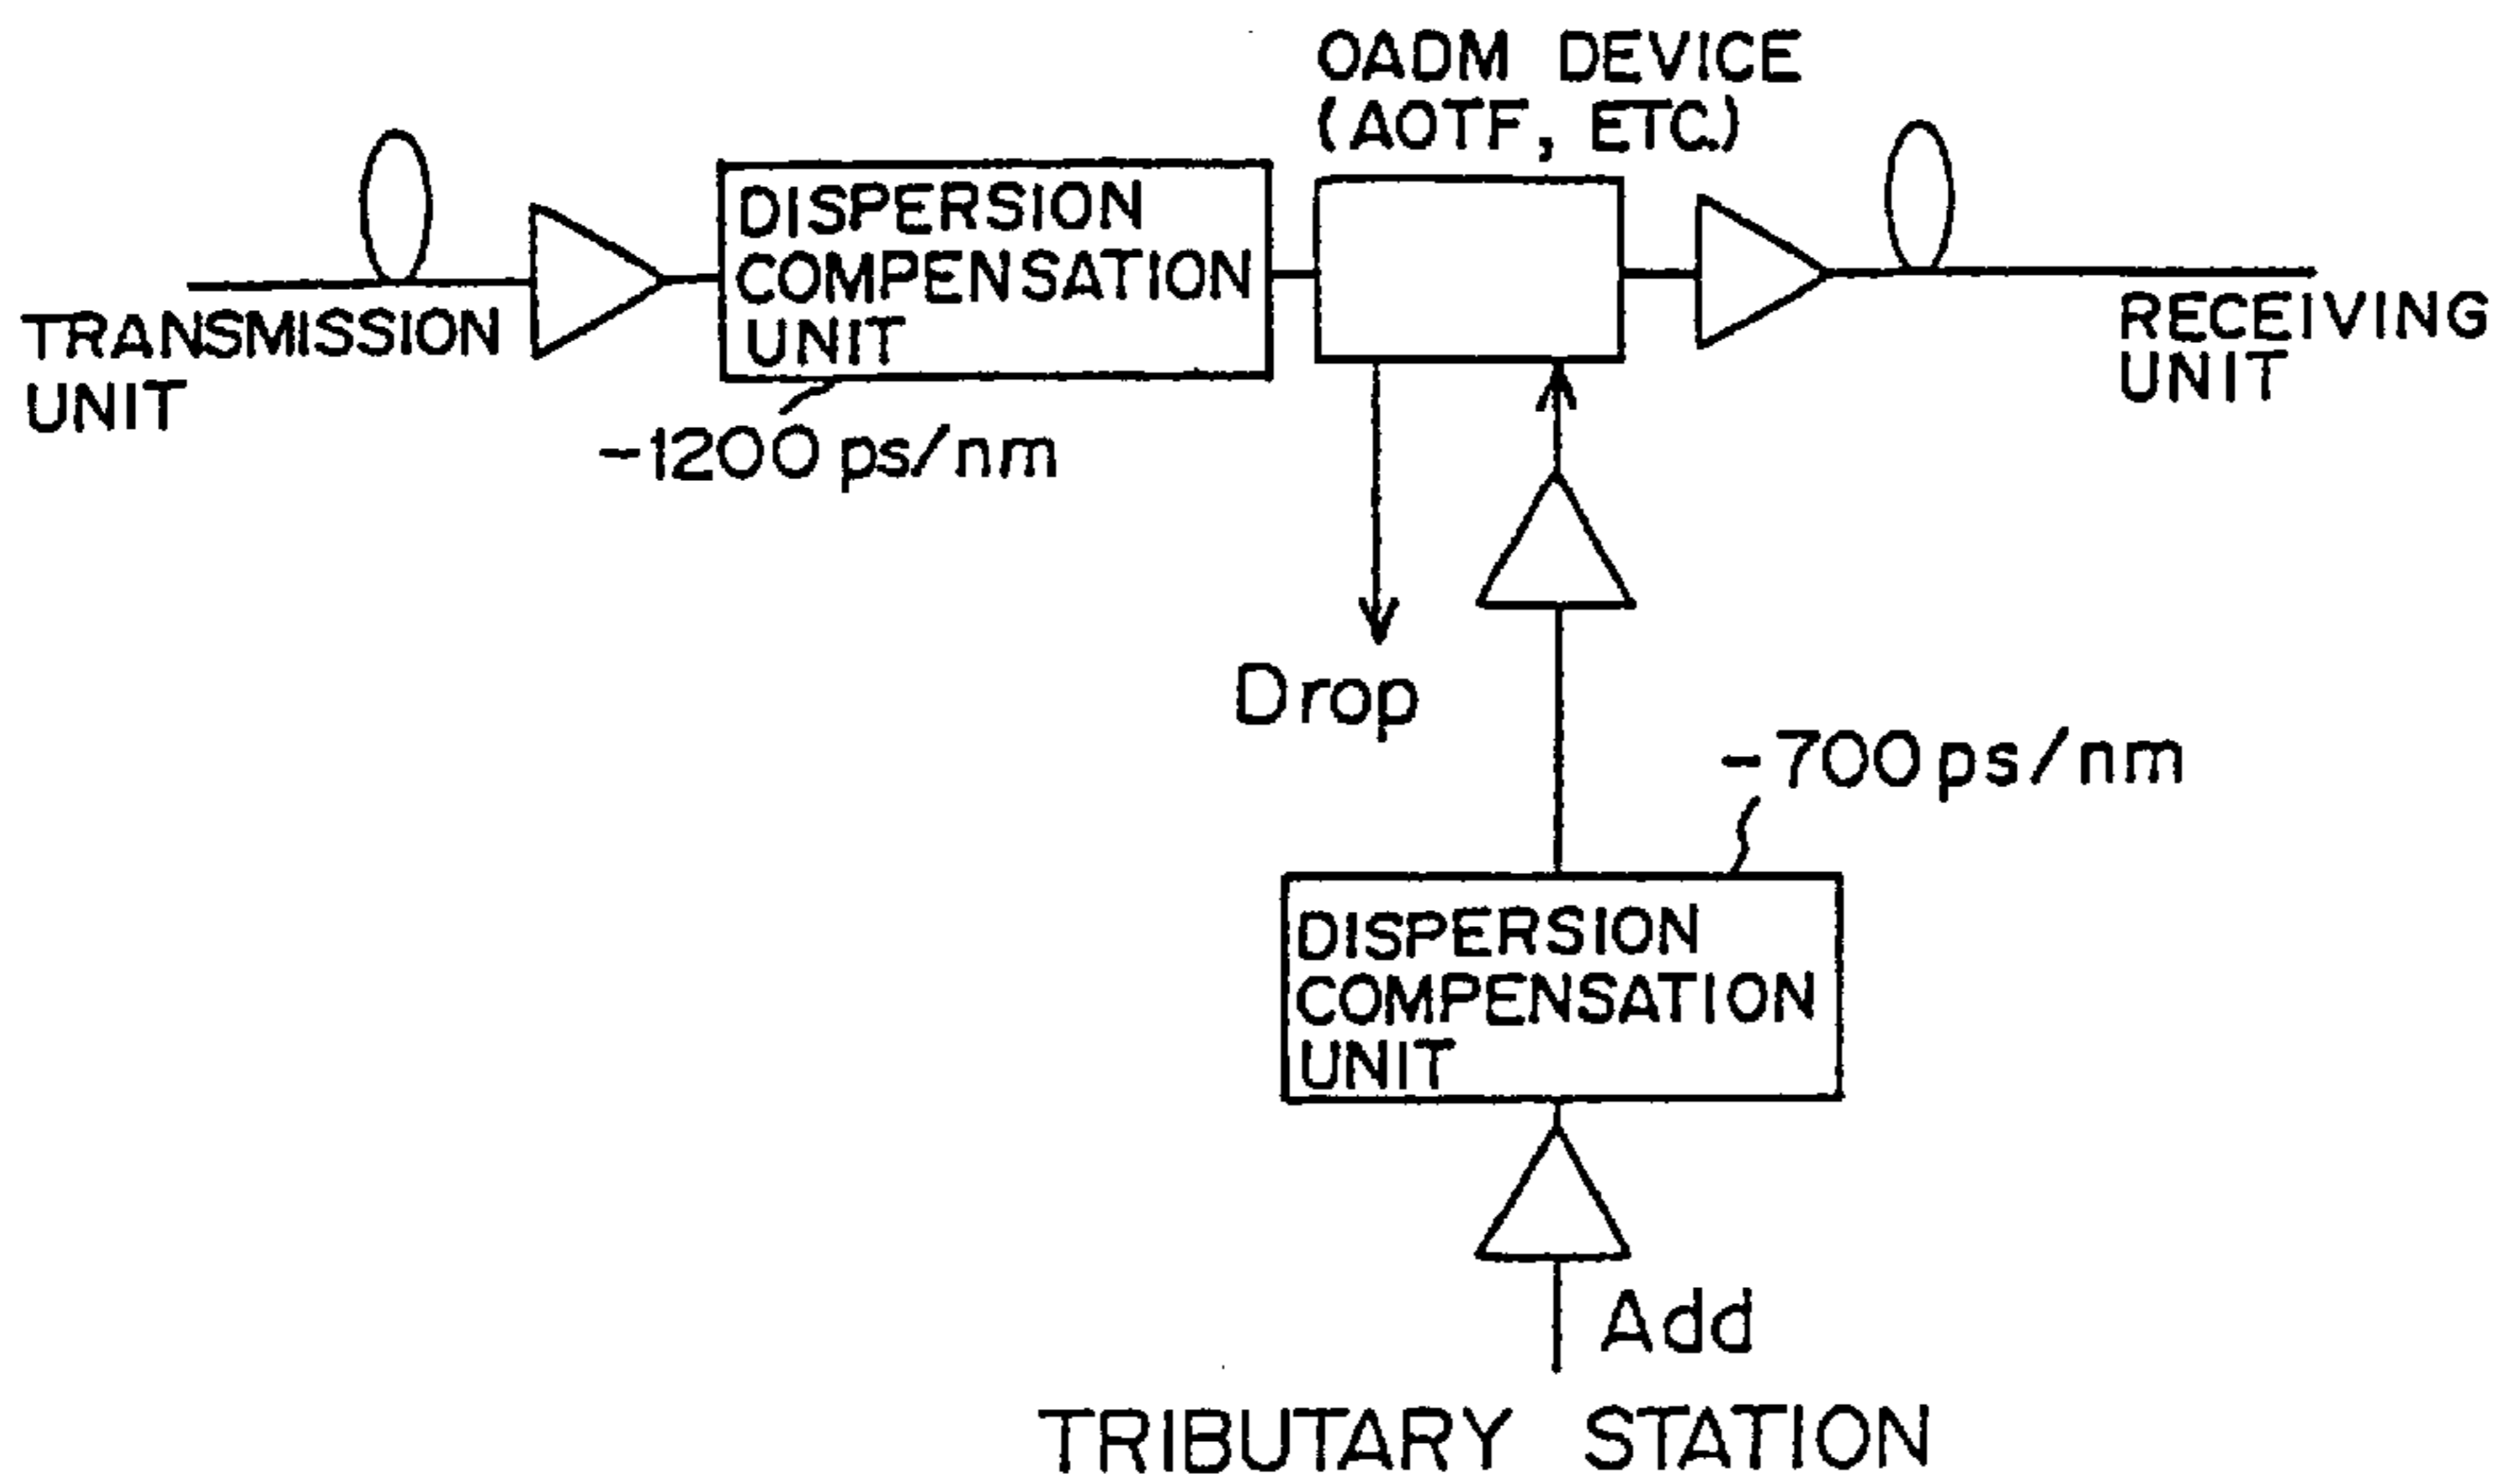 OADM DEVICE
(AOTF, ETC)
DISPERSION
COMPENSATION
UNIT
TRANSMISSION
UNIT
RECEIVING
UNIT
-1200 ps/nm
Drop
-700 ps/nm
DISPERSION
COMPENSATION
UNIT
Add
TRIBUTARY STATION